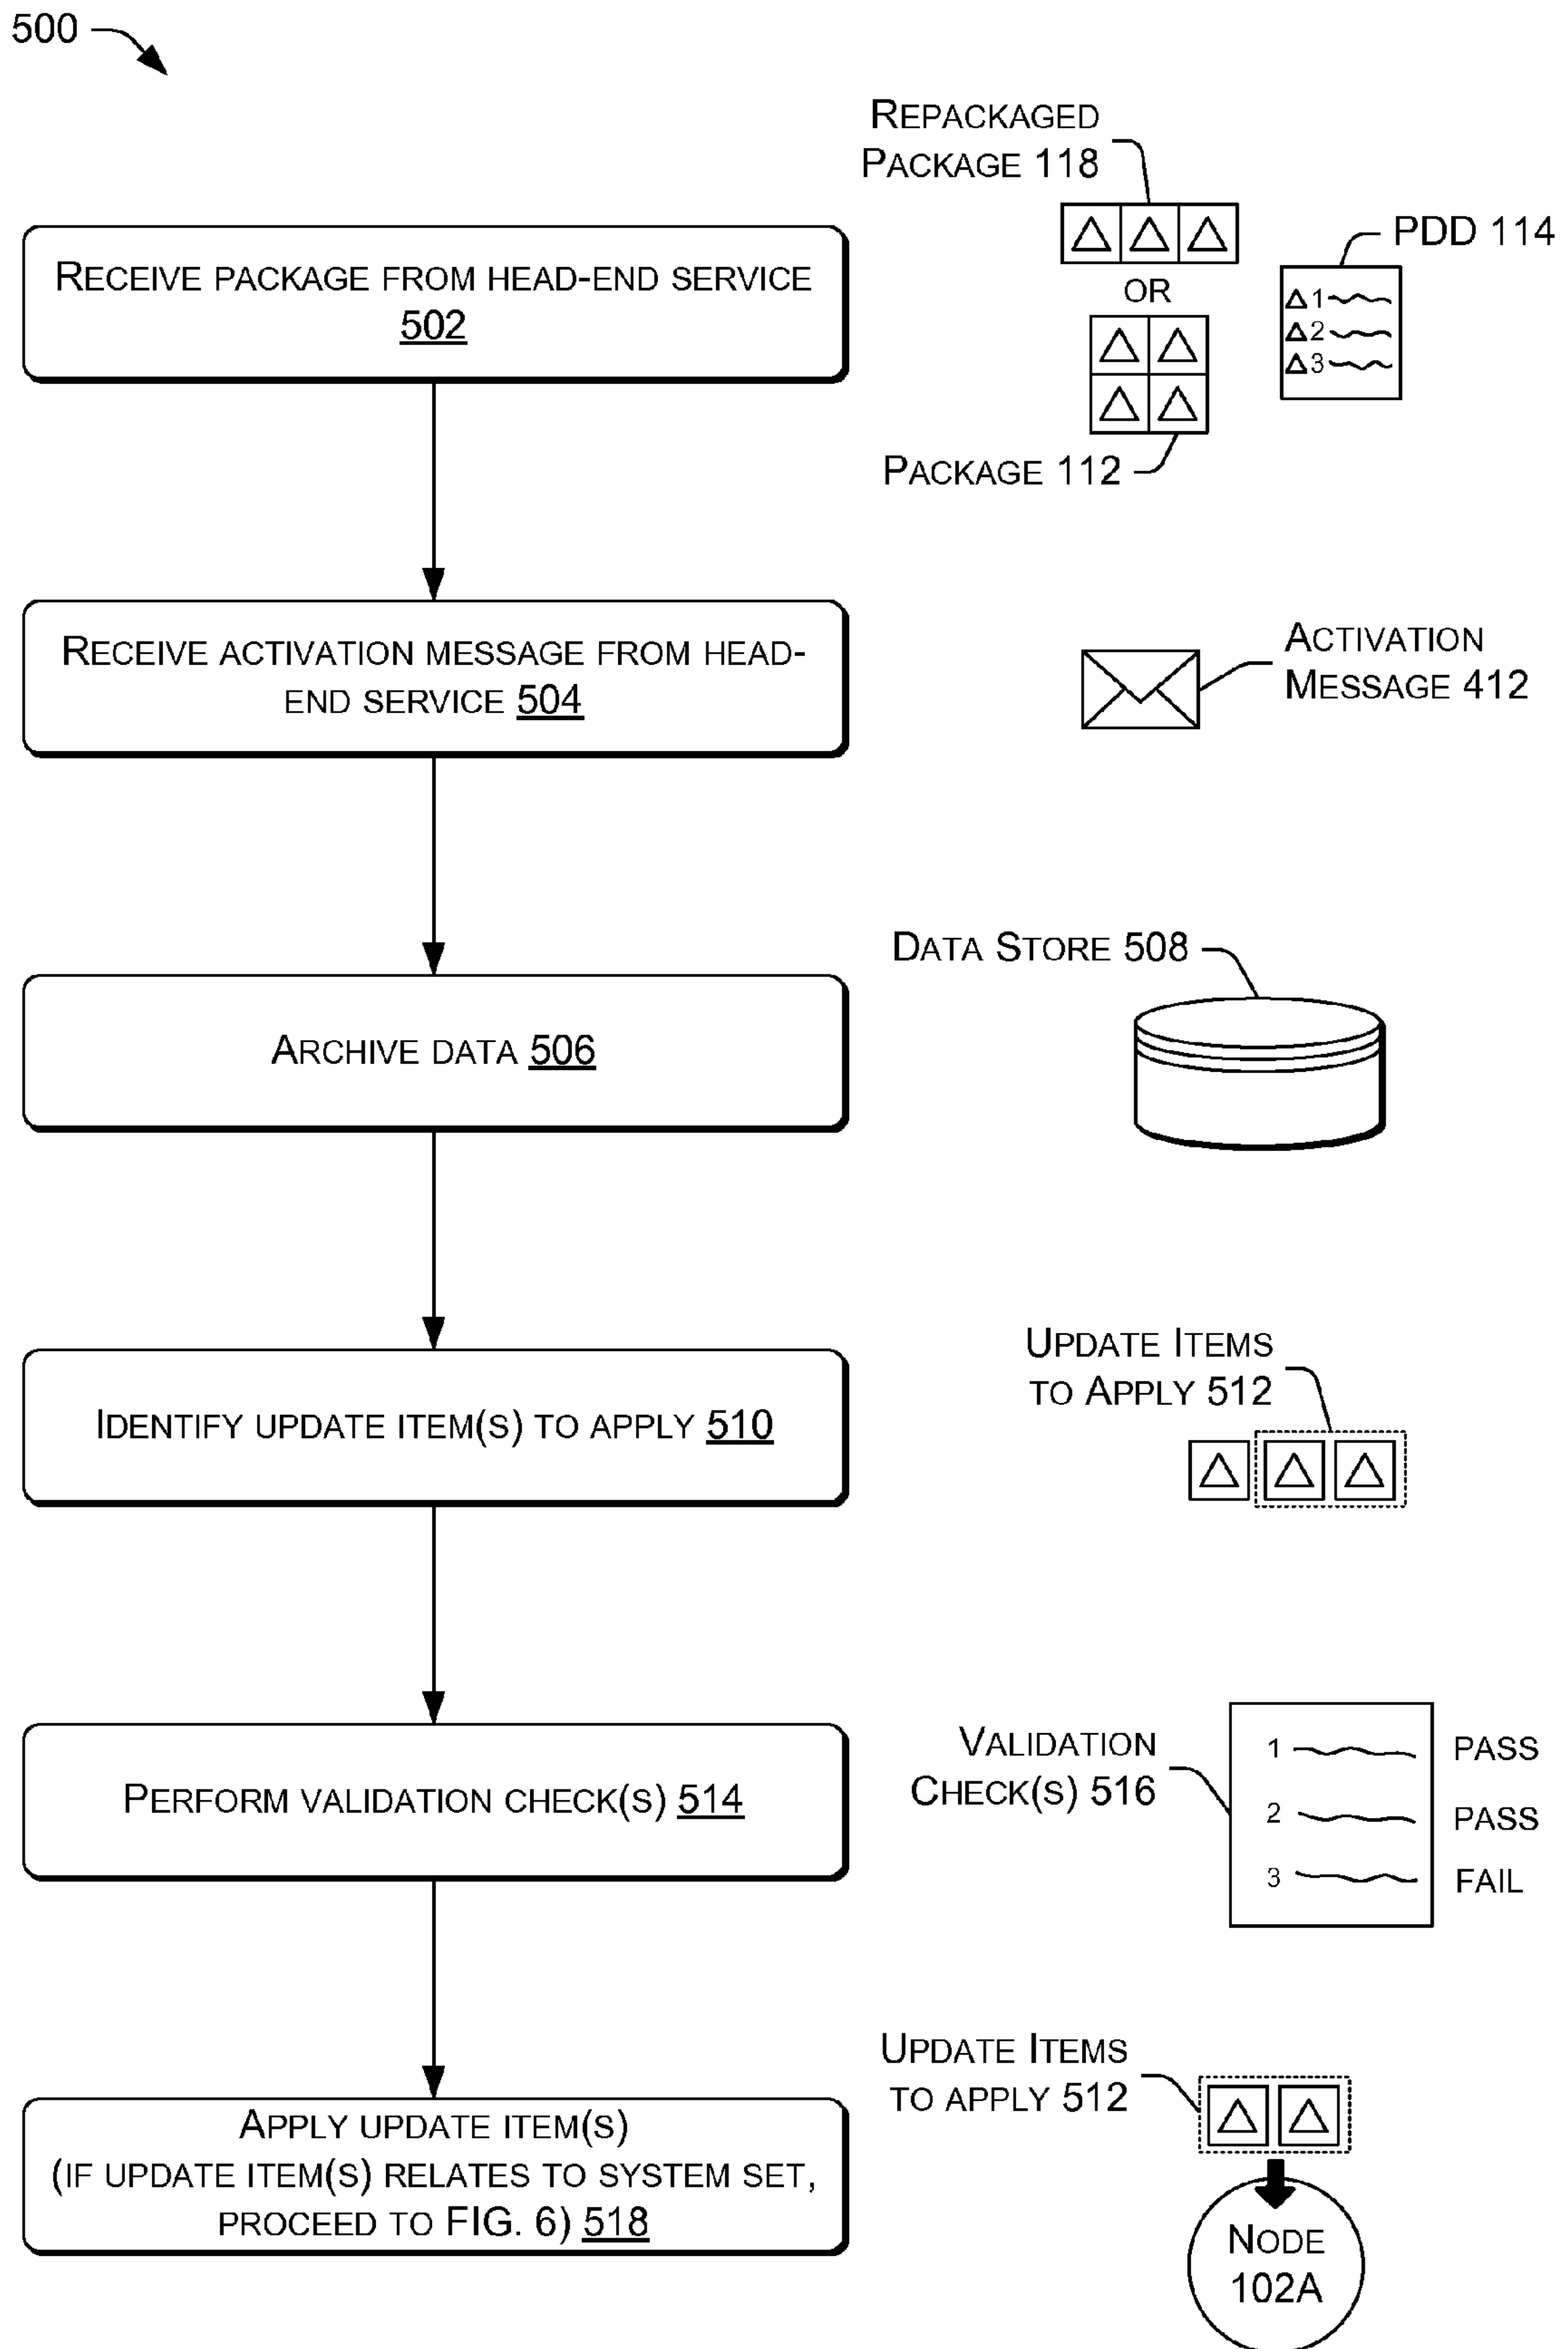 500
REPACKAGED
PACKAGE 118
PDD 114
RECEIVE PACKAGE FROM HEAD-END SERVICE
502
OR
Δ1
Δ2
Δ3
PACKAGE 112
RECEIVE ACTIVATION MESSAGE FROM HEAD-
END SERVICE 504
ACTIVATION
MESSAGE 412
DATA STORE 508
ARCHIVE DATA 506
UPDATE ITEMS
TO APPLY 512
IDENTIFY UPDATE ITEM(S) TO APPLY 510
PERFORM VALIDATION CHECK(S) 514
VALIDATION
CHECK(S) 516
1 PASS
2 PASS
3 FAIL
UPDATE ITEMS
TO APPLY 512
APPLY UPDATE ITEM(S)
(IF UPDATE ITEM(S) RELATES TO SYSTEM SET,
PROCEED TO FIG. 6) 518
NODE
102A